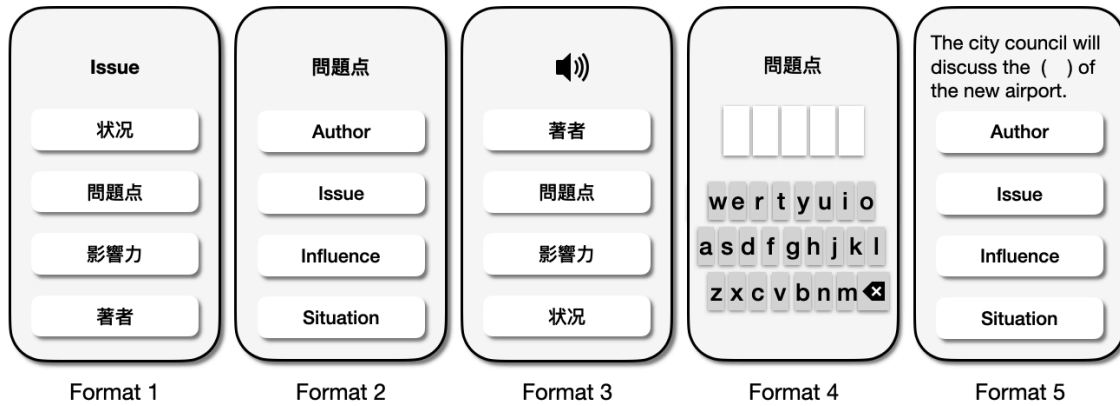 Issue
状況
問題点
影響力
著者
Format 1
問題点
Author
Issue
Influence
Situation
Format 2
著者
問題点
影響力
状況
Format 3
問題点
w e r t y u i o
a s d f g h j k l
z x c v b n m
Format 4
The city council will
discuss the ( ) of
the new airport.
Author
Issue
Influence
Situation
Format 5